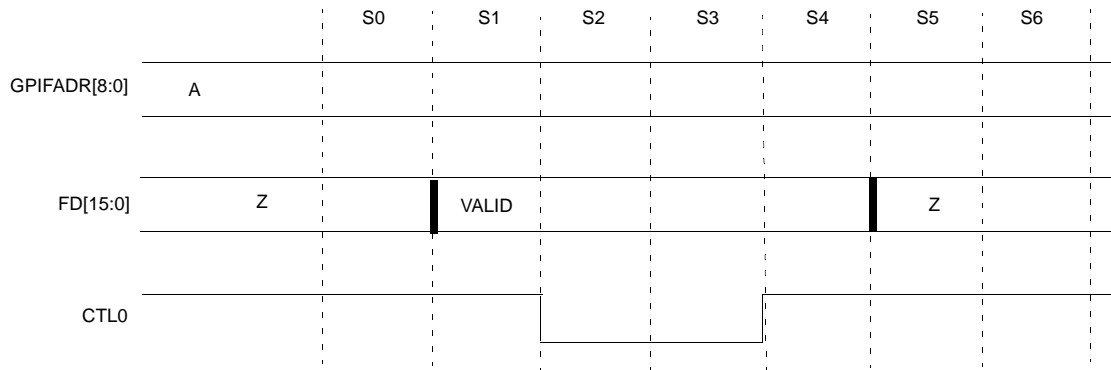 S0 S1 S2 S3 S4 S5 S6
GPIFADR[8:0] A
FD[15:0] Z VALID Z
CTL0